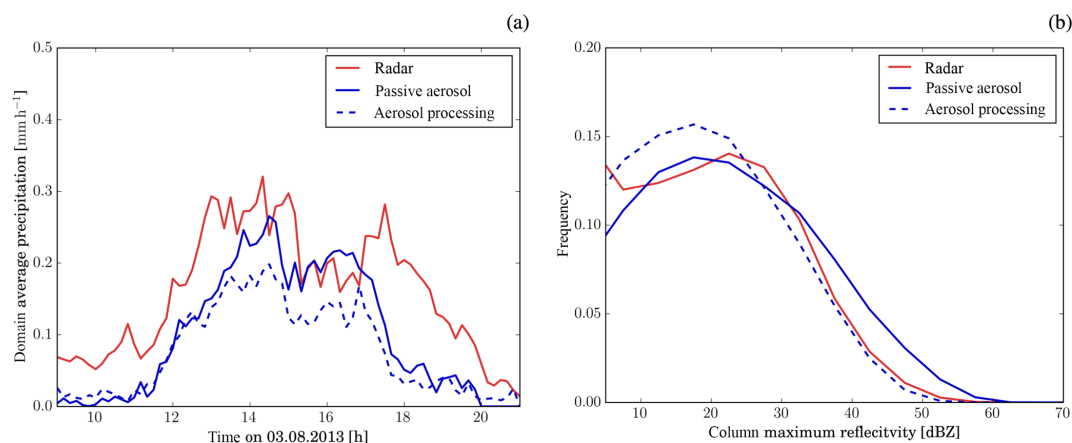 (a)
0.5
0.4
0.3
0.2
0.1
0.0
Domain average precipitation [mm h⁻¹]
Radar
Passive aerosol
Aerosol processing
10 12 14 16 18 20
Time on 03.08.2013 [h]
(b)
0.20
0.15
0.10
0.05
0.00
Frequency
Radar
Passive aerosol
Aerosol processing
10 20 30 40 50 60 70
Column maximum reflecitvity [dBZ]